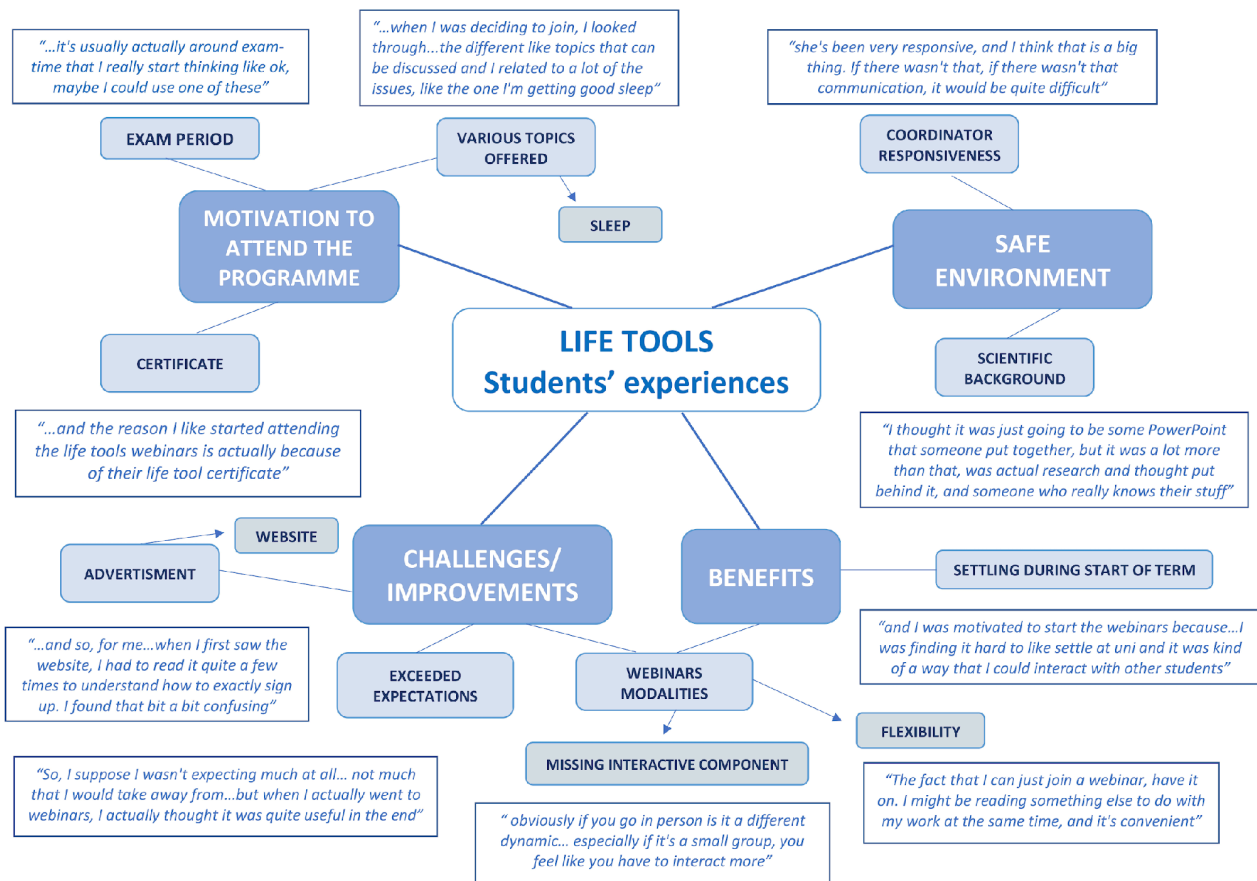 “…it's usually actually around exam-
time that I really start thinking like ok,
maybe I could use one of these”
“…when I was deciding to join, I looked
through…the different like topics that can
be discussed and I related to a lot of the
issues, like the one I'm getting good sleep”
“she's been very responsive, and I think that is a big
thing. If there wasn't that, if there wasn't that
communication, it would be quite difficult”
EXAM PERIOD
VARIOUS TOPICS
OFFERED
COORDINATOR
RESPONSIVENESS
MOTIVATION TO
ATTEND THE
PROGRAMME
SLEEP
SAFE
ENVIRONMENT
LIFE TOOLS
Students’ experiences
CERTIFICATE
SCIENTIFIC
BACKGROUND
“…and the reason I like started attending
the life tools webinars is actually because
of their life tool certificate”
“I thought it was just going to be some PowerPoint
that someone put together, but it was a lot more
than that, was actual research and thought put
behind it, and someone who really knows their stuff”
WEBSITE
ADVERTISMENT
CHALLENGES/
IMPROVEMENTS
BENEFITS
SETTLING DURING START OF TERM
“…and so, for me…when I first saw the
website, I had to read it quite a few
times to understand how to exactly sign
up. I found that bit a bit confusing”
EXCEEDED
EXPECTATIONS
WEBINARS
MODALITIES
“and I was motivated to start the webinars because…I
was finding it hard to like settle at uni and it was kind
of a way that I could interact with other students”
FLEXIBILITY
MISSING INTERACTIVE COMPONENT
“So, I suppose I wasn't expecting much at all… not much
that I would take away from…but when I actually went to
webinars, I actually thought it was quite useful in the end”
“ obviously if you go in person is it a different
dynamic… especially if it's a small group, you
feel like you have to interact more”
“The fact that I can just join a webinar, have it
on. I might be reading something else to do with
my work at the same time, and it's convenient”